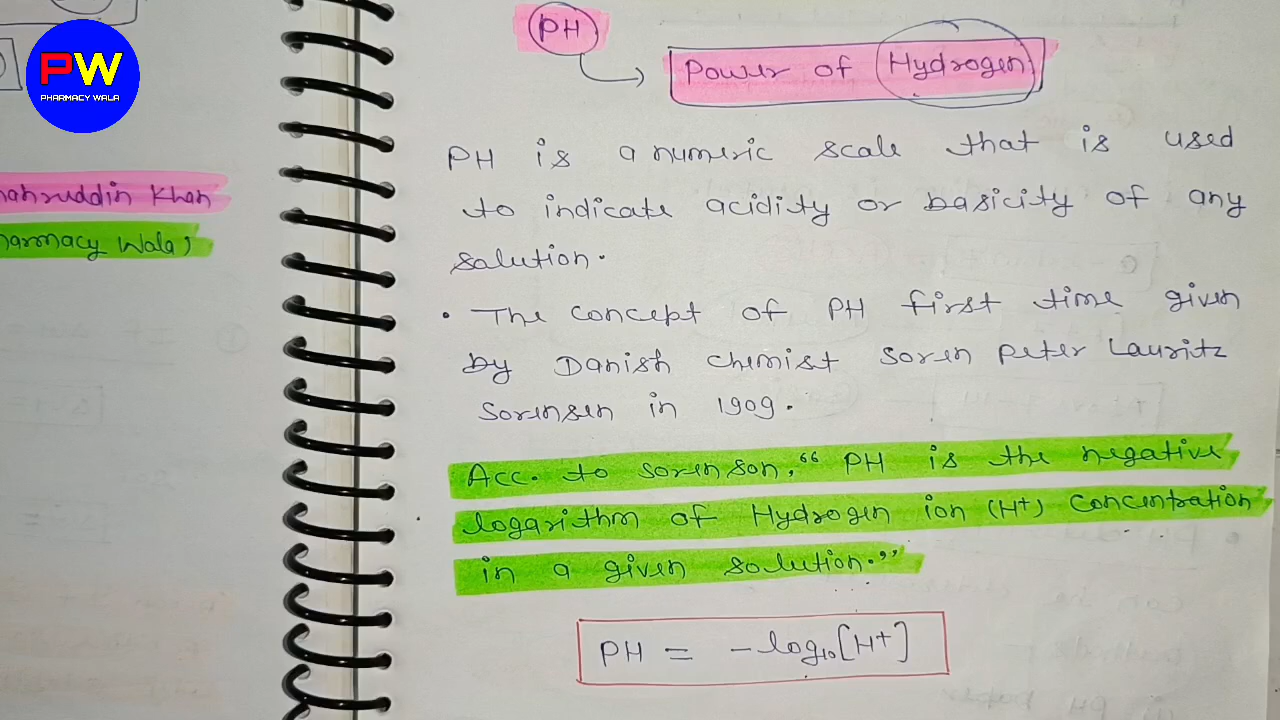 PW
PHARMACY WALA
Khan
Wala)
PH
Power of Hydrogen
PH is a numeric scale that is used
to indicate acidity or basicity of any
solution.
• The concept of PH first time given
by Danish chemist Soren Peter Lauritz
Sorensen in 1909.
Acc. to Sorenson, “PH is the negative
logarithm of Hydrogen ion (H+) Concentration
in a given solution.”
PH = -log₁₀[H⁺]